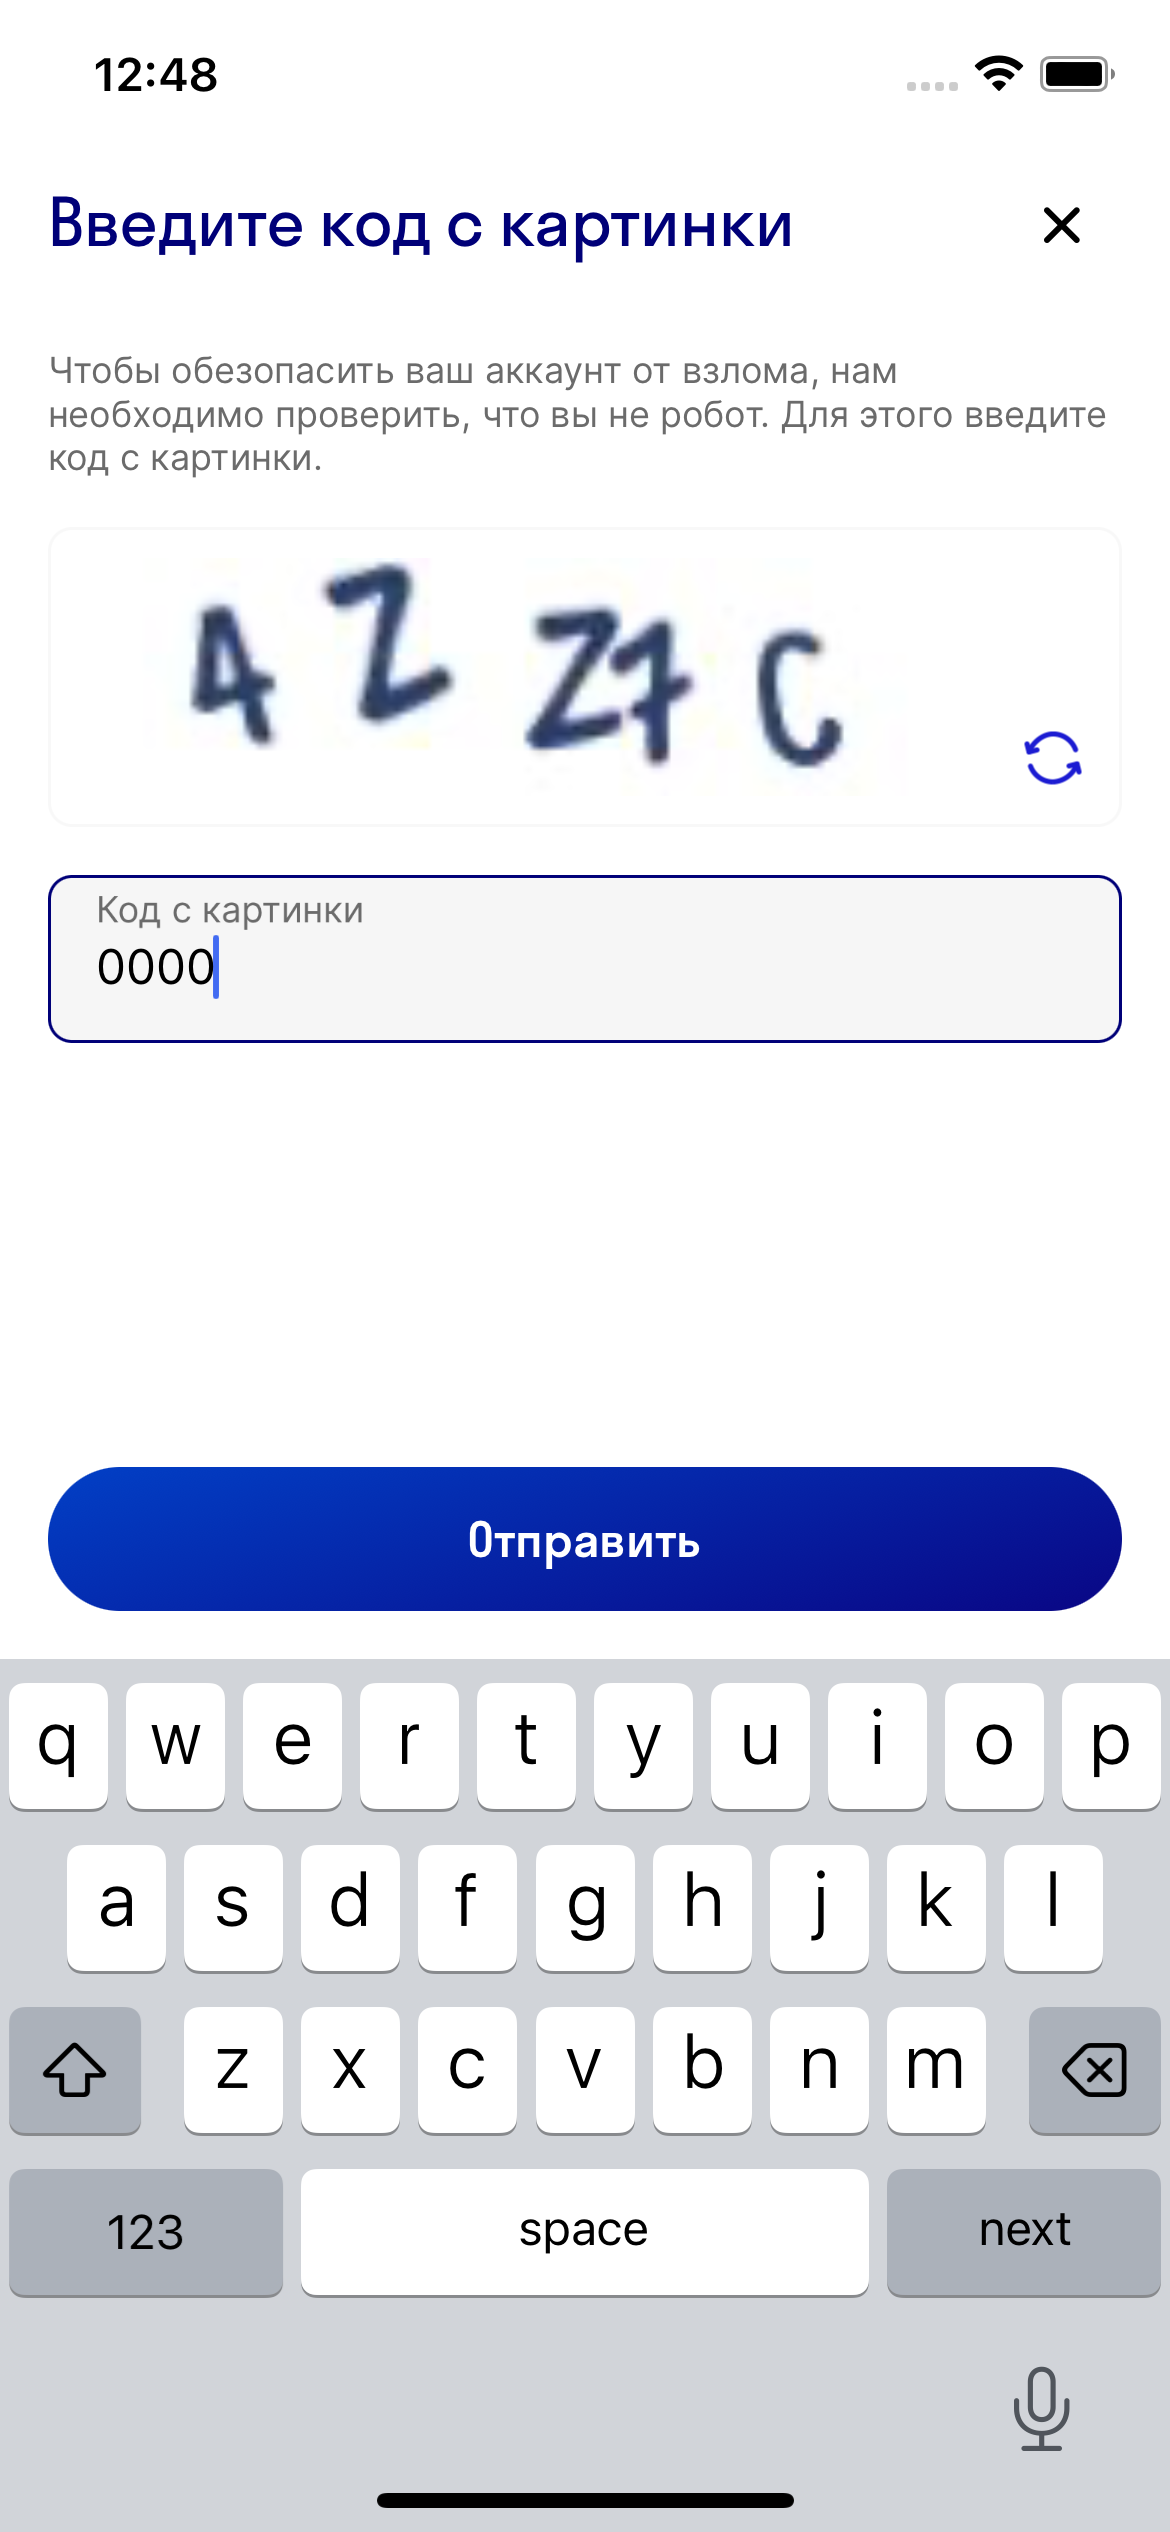 12:48
Введите код с картинки
Чтобы обезопасить ваш аккаунт от взлома, нам
необходимо проверить, что вы не робот. Для этого введите
код с картинки.
4 Z Z7 C
Код с картинки
0000
Отправить
q w e r t y u i o p
a s d f g h j k l
z x c v b n m
123 space next